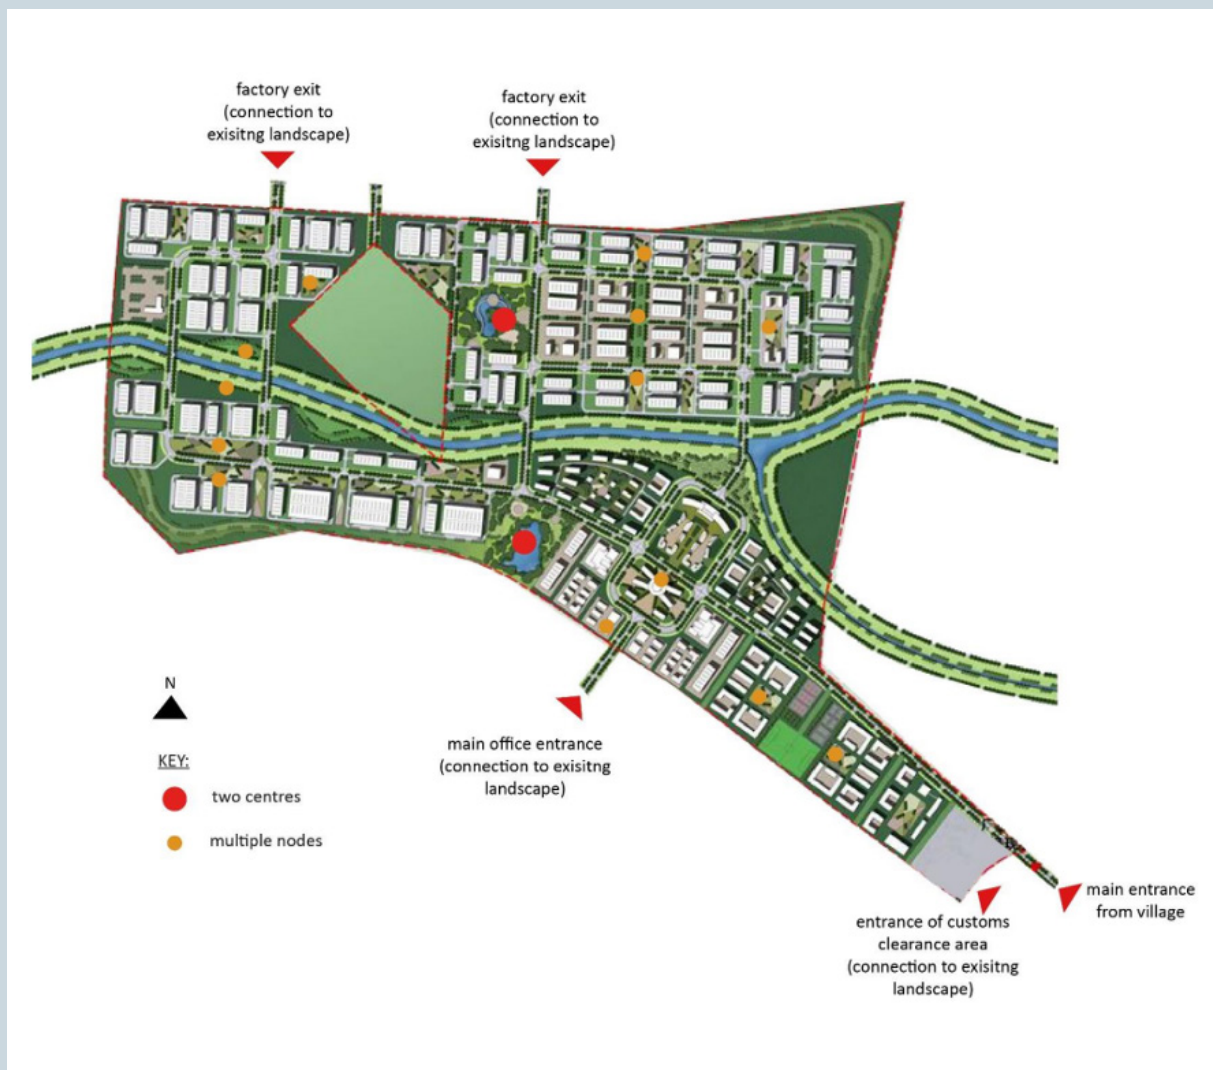 factory exit
(connection to
exisitng landscape)
factory exit
(connection to
exisitng landscape)
N
KEY:
two centres
multiple nodes
main office entrance
(connection to exisitng
landscape)
main entrance
from village
entrance of customs
clearance area
(connection to exisitng
landscape)